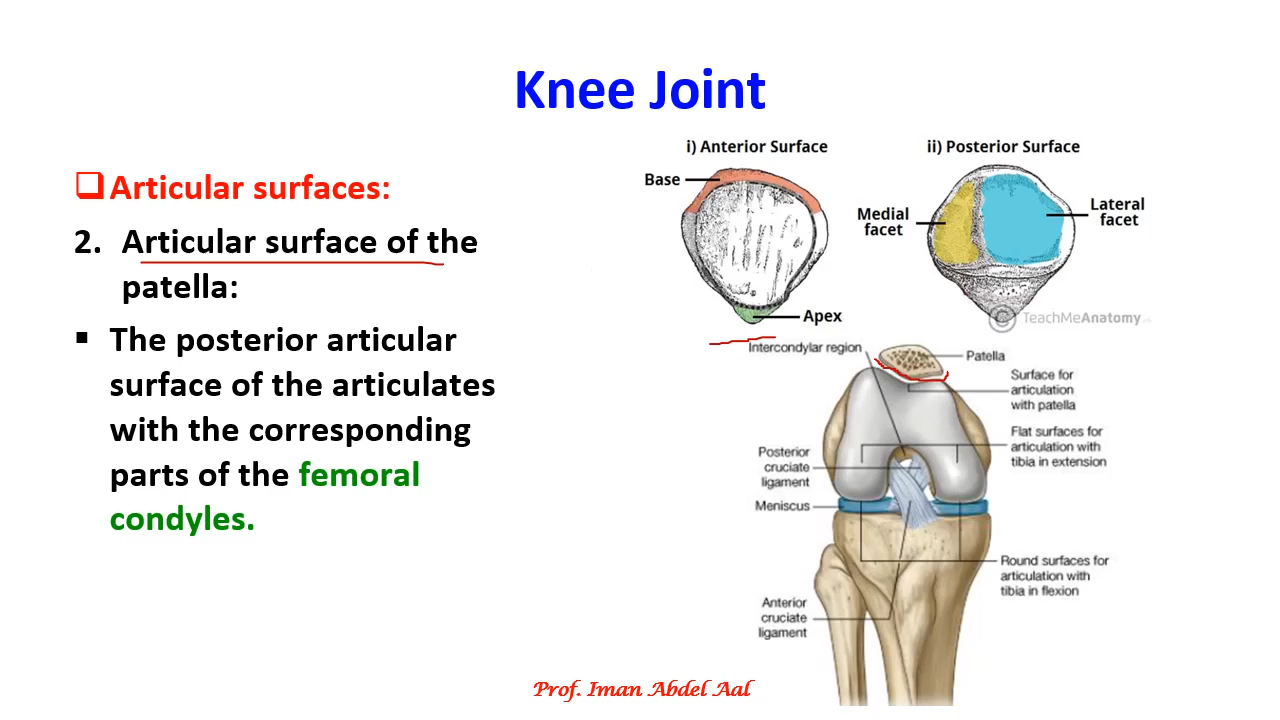 Knee Joint
Articular surfaces:
2. Articular surface of the
patella:
▪ The posterior articular
surface of the articulates
with the corresponding
parts of the femoral
condyles.
i) Anterior Surface
Base
Apex
ii) Posterior Surface
Medial
facet
Lateral
facet
© TeachMeAnatomy
Intercondylar region
Patella
Surface for
articulation
with patella
Flat surfaces for
articulation with
tibia in extension
Posterior
cruciate
ligament
Meniscus
Round surfaces for
articulation with
tibia in flexion
Anterior
cruciate
ligament
Prof. Iman Abdel Aal